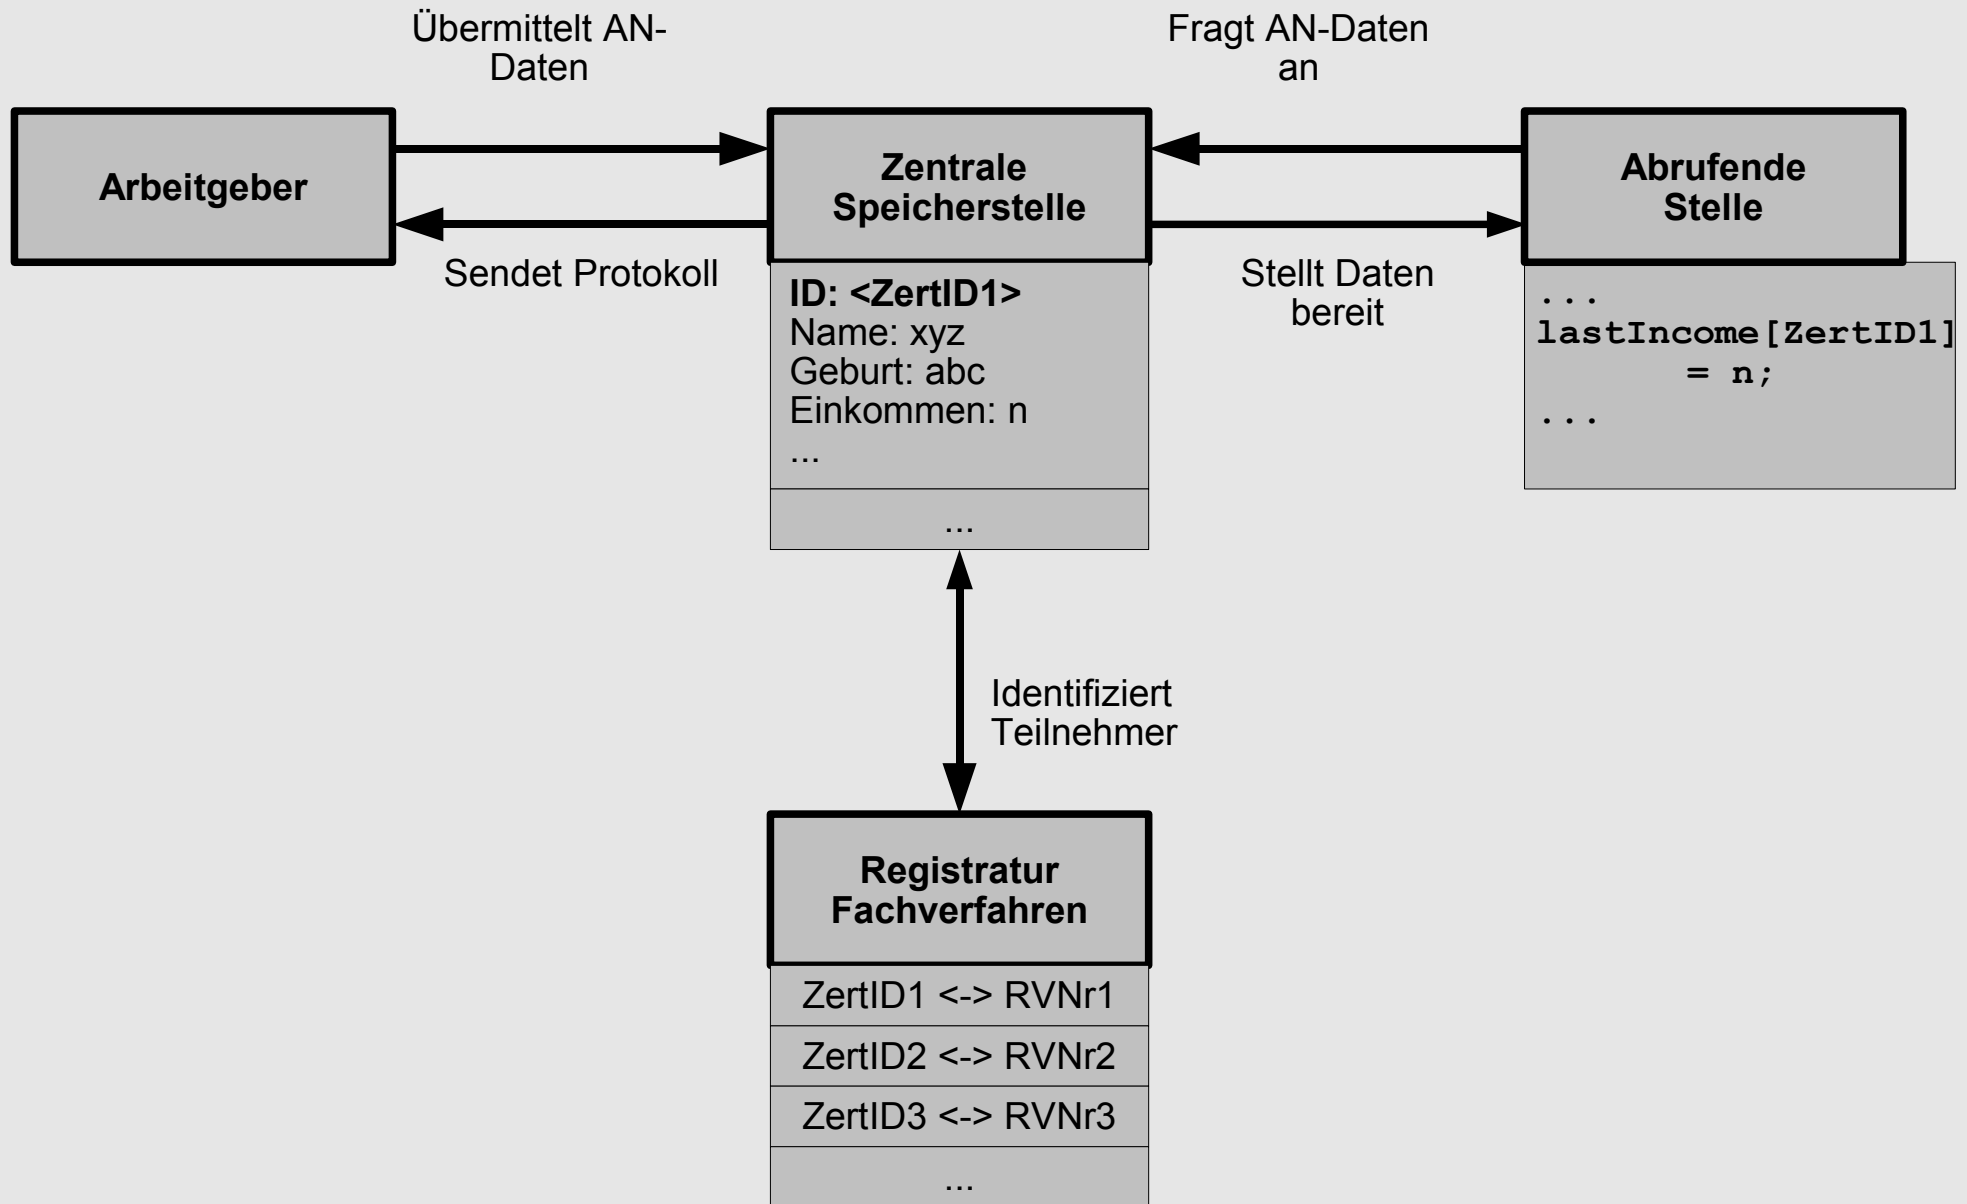 Übermittelt AN-
Daten
Fragt AN-Daten
an
Arbeitgeber
Zentrale
Speicherstelle
Abrufende
Stelle
Sendet Protokoll
Stellt Daten
bereit
ID: <ZertID1>
Name: xyz
Geburt: abc
Einkommen: n
...
...
...
lastIncome[ZertID1]
= n;
...
Identifiziert
Teilnehmer
Registratur
Fachverfahren
ZertID1 <-> RVNr1
ZertID2 <-> RVNr2
ZertID3 <-> RVNr3
...